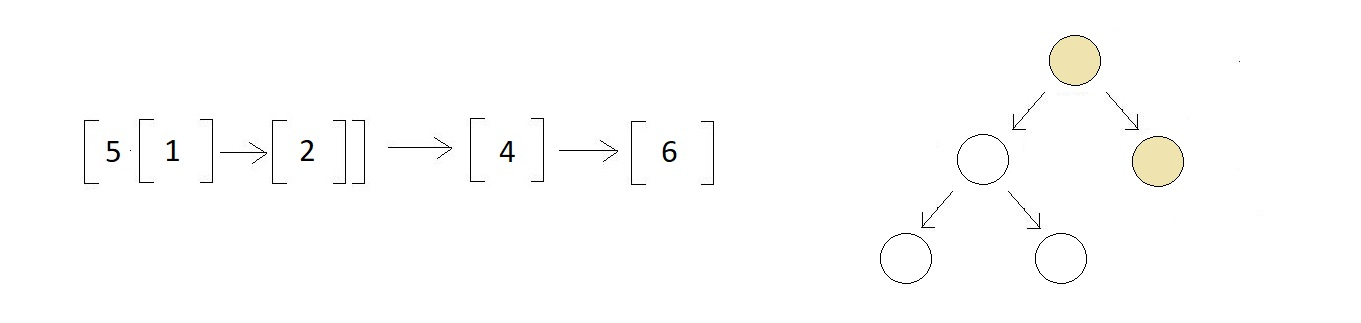 [5 [1] → [2]] → [4] → [6]